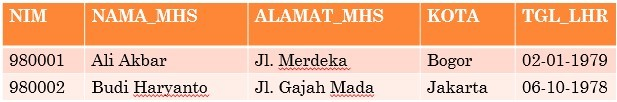 NIM NAMA_MHS ALAMAT_MHS KOTA TGL_LHR
980001 Ali Akbar Jl. Merdeka Bogor 02-01-1979
980002 Budi Haryanto Jl. Gajah Mada Jakarta 06-10-1978